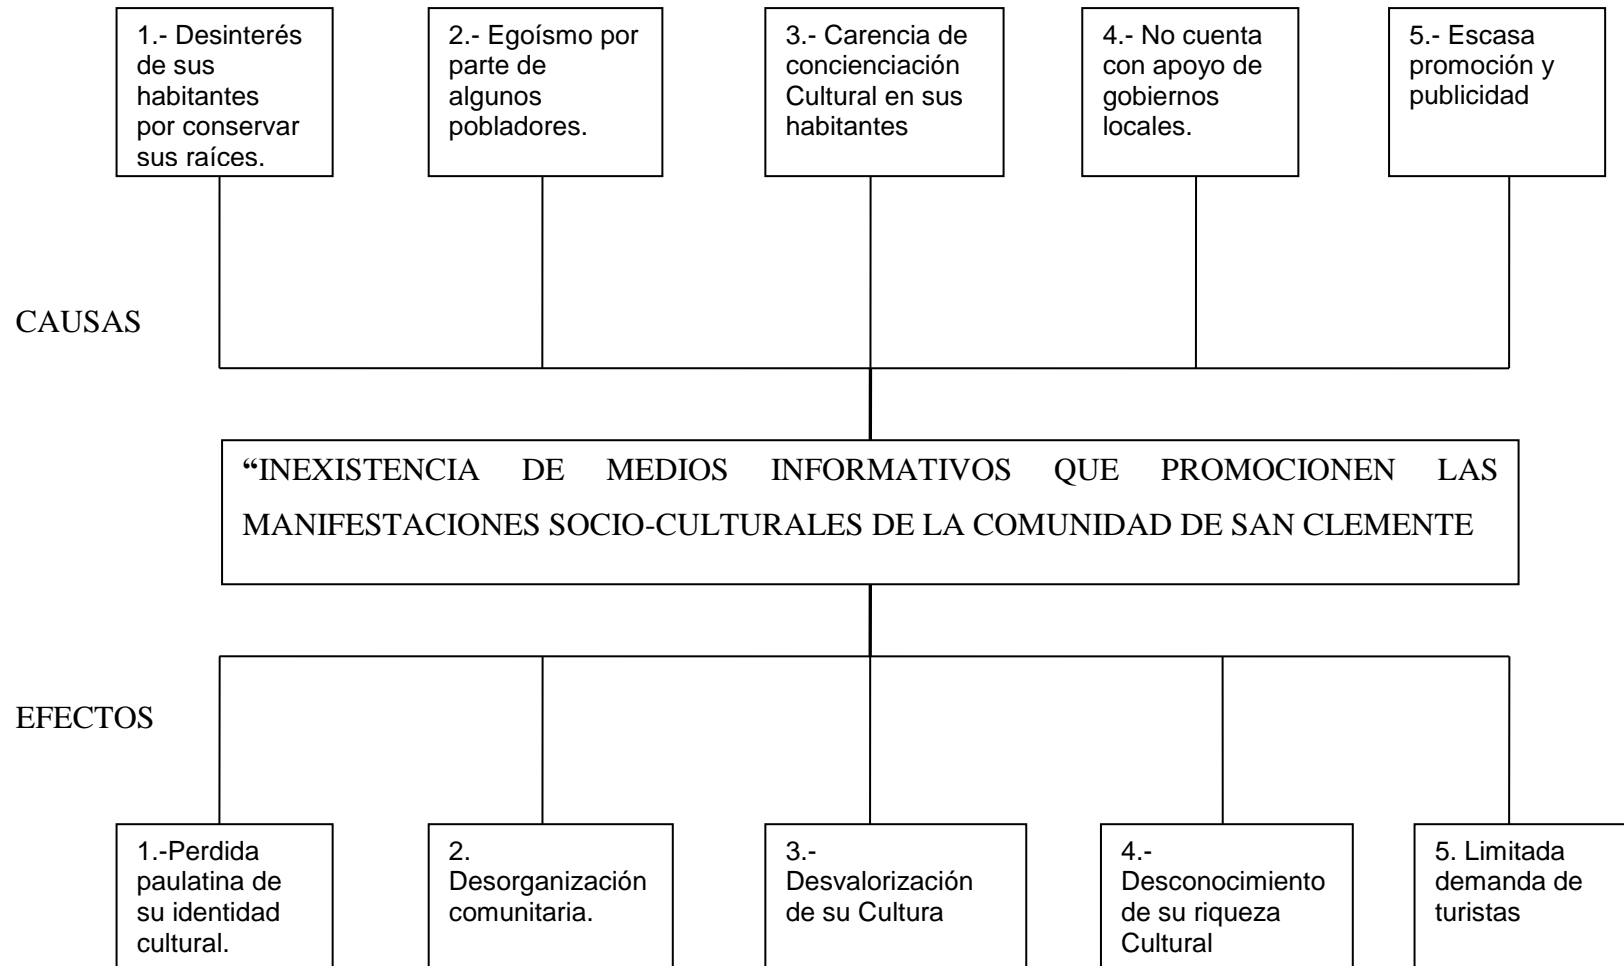 1.- Desinterés
de sus
habitantes
por conservar
sus raíces.
2.- Egoísmo por
parte de
algunos
pobladores.
3.- Carencia de
concienciación
Cultural en sus
habitantes
4.- No cuenta
con apoyo de
gobiernos
locales.
5.- Escasa
promoción y
publicidad
CAUSAS
“INEXISTENCIA DE MEDIOS INFORMATIVOS QUE PROMOCIONEN LAS
MANIFESTACIONES SOCIO-CULTURALES DE LA COMUNIDAD DE SAN CLEMENTE
EFECTOS
1.-Perdida
paulatina de
su identidad
cultural.
2.
Desorganización
comunitaria.
3.-
Desvalorización
de su Cultura
4.-
Desconocimiento
de su riqueza
Cultural
5. Limitada
demanda de
turistas